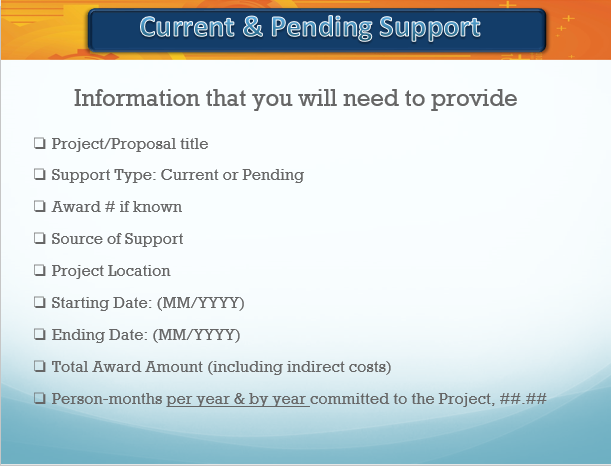 Current & Pending Support
Information that you will need to provide
❑ Project/Proposal title
❑ Support Type: Current or Pending
❑ Award # if known
❑ Source of Support
❑ Project Location
❑ Starting Date: (MM/YYYY)
❑ Ending Date: (MM/YYYY)
❑ Total Award Amount (including indirect costs)
❑ Person-months per year & by year committed to the Project, ##.##